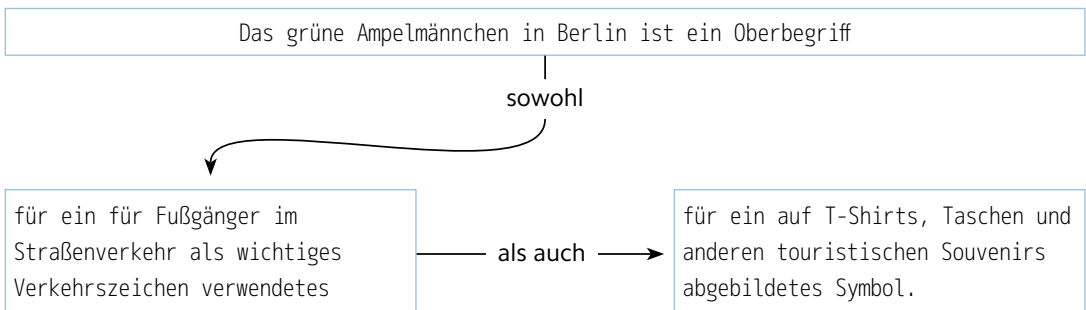 Das grüne Ampelmännchen in Berlin ist ein Oberbegriff
sowohl
für ein für Fußgänger im
Straßenverkehr als wichtiges
Verkehrszeichen verwendetes
als auch
für ein auf T-Shirts, Taschen und
anderen touristischen Souvenirs
abgebildetes Symbol.